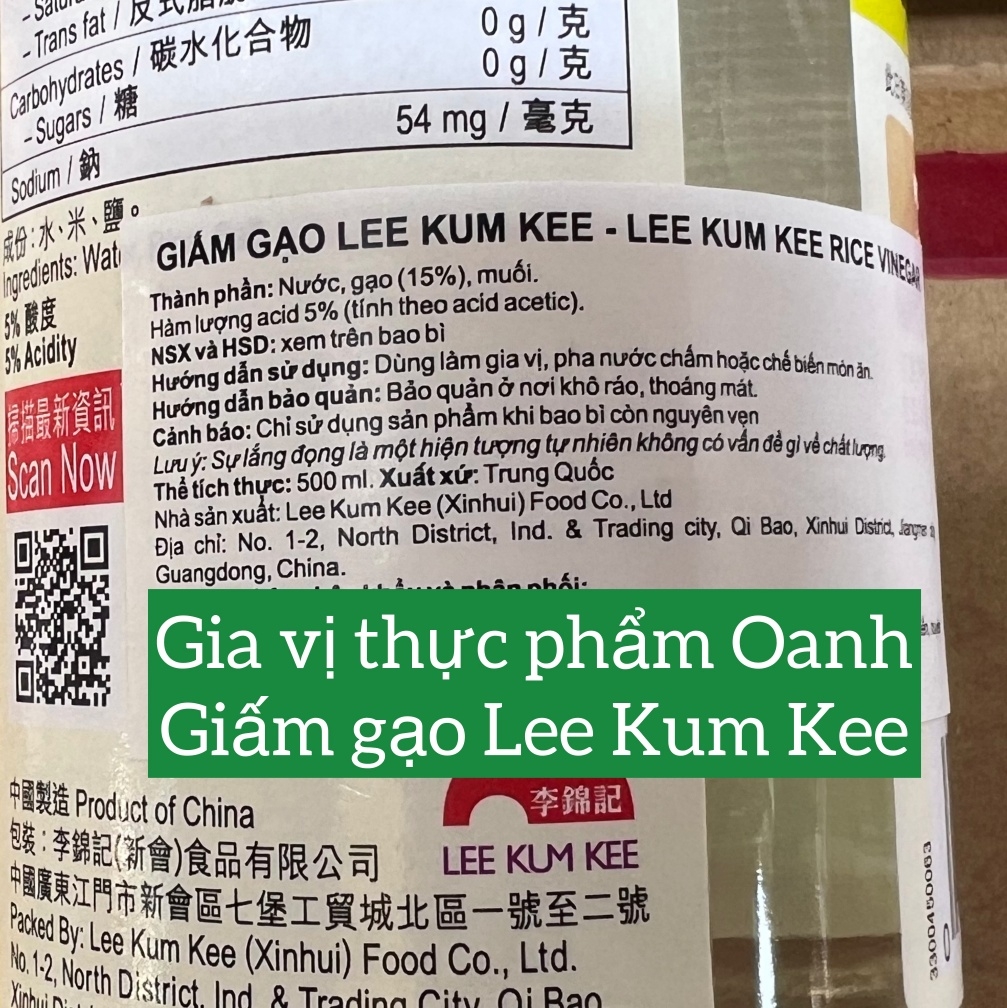 - Trans fat / 反式脂
0 g / 克
Carbohydrates / 碳水化合物
0 g / 克
- Sugars / 糖
54 mg / 毫克
Sodium / 鈉
成份：水、米、鹽。
Ingredients:
5% 酸度
5% Acidity
掃描最新資訊
Scan Now
GIẤM GẠO LEE KUM KEE - LEE KUM KEE RICE VINEGAR
Thành phần: Nước, gạo (15%), muối.
Hàm lượng acid 5% (tính theo acid acetic).
NSX và HSD: xem trên bao bì
Hướng dẫn sử dụng: Dùng làm gia vị, pha nước chấm hoặc chế biến món ăn.
Hướng dẫn bảo quản: Bảo quản ở nơi khô ráo, thoáng mát.
Cảnh báo: Chỉ sử dụng sản phẩm khi bao bì còn nguyên vẹn
Lưu ý: Sự lắng đọng là một hiện tượng tự nhiên không có vấn đề gì về chất lượng.
Thể tích thực: 500 ml. Xuất xứ: Trung Quốc
Nhà sản xuất: Lee Kum Kee (Xinhui) Food Co., Ltd
Địa chỉ: No. 1-2, North District, Ind. & Trading city, Qi Bao, Xinhui District,
Guangdong, China.
và phân phối:
Gia vị thực phẩm Oanh
Giấm gạo Lee Kum Kee
李錦記
LEE KUM KEE
中國製造 Product of China
包裝：李錦記(新會)食品有限公司
中國廣東江門市新會區七堡工貿城北區一號至二號
Packed By: Lee Kum Kee (Xinhui) Food Co., Ltd.
No. 1-2, North District, Ind. & Trading City, Qi Bao
3300450063